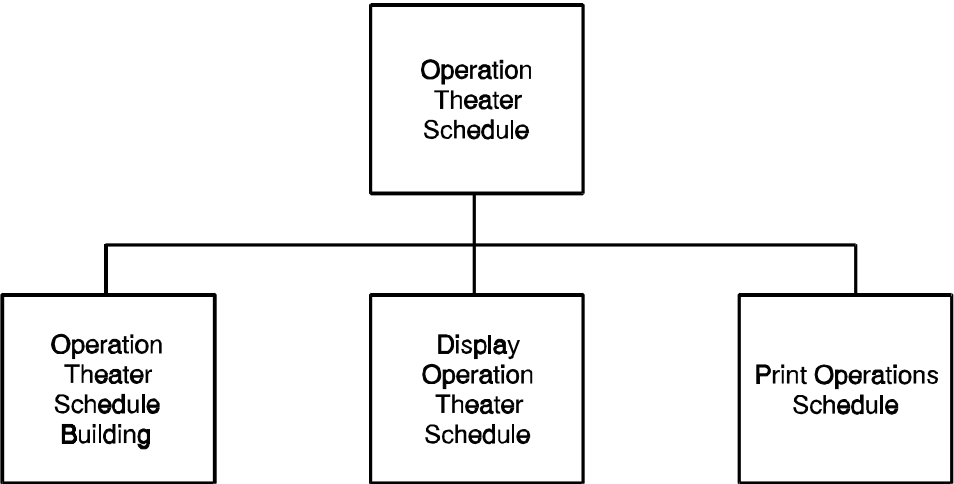 Operation
Theater
Schedule
Operation
Theater
Schedule
Building
Display
Operation
Theater
Schedule
Print Operations
Schedule